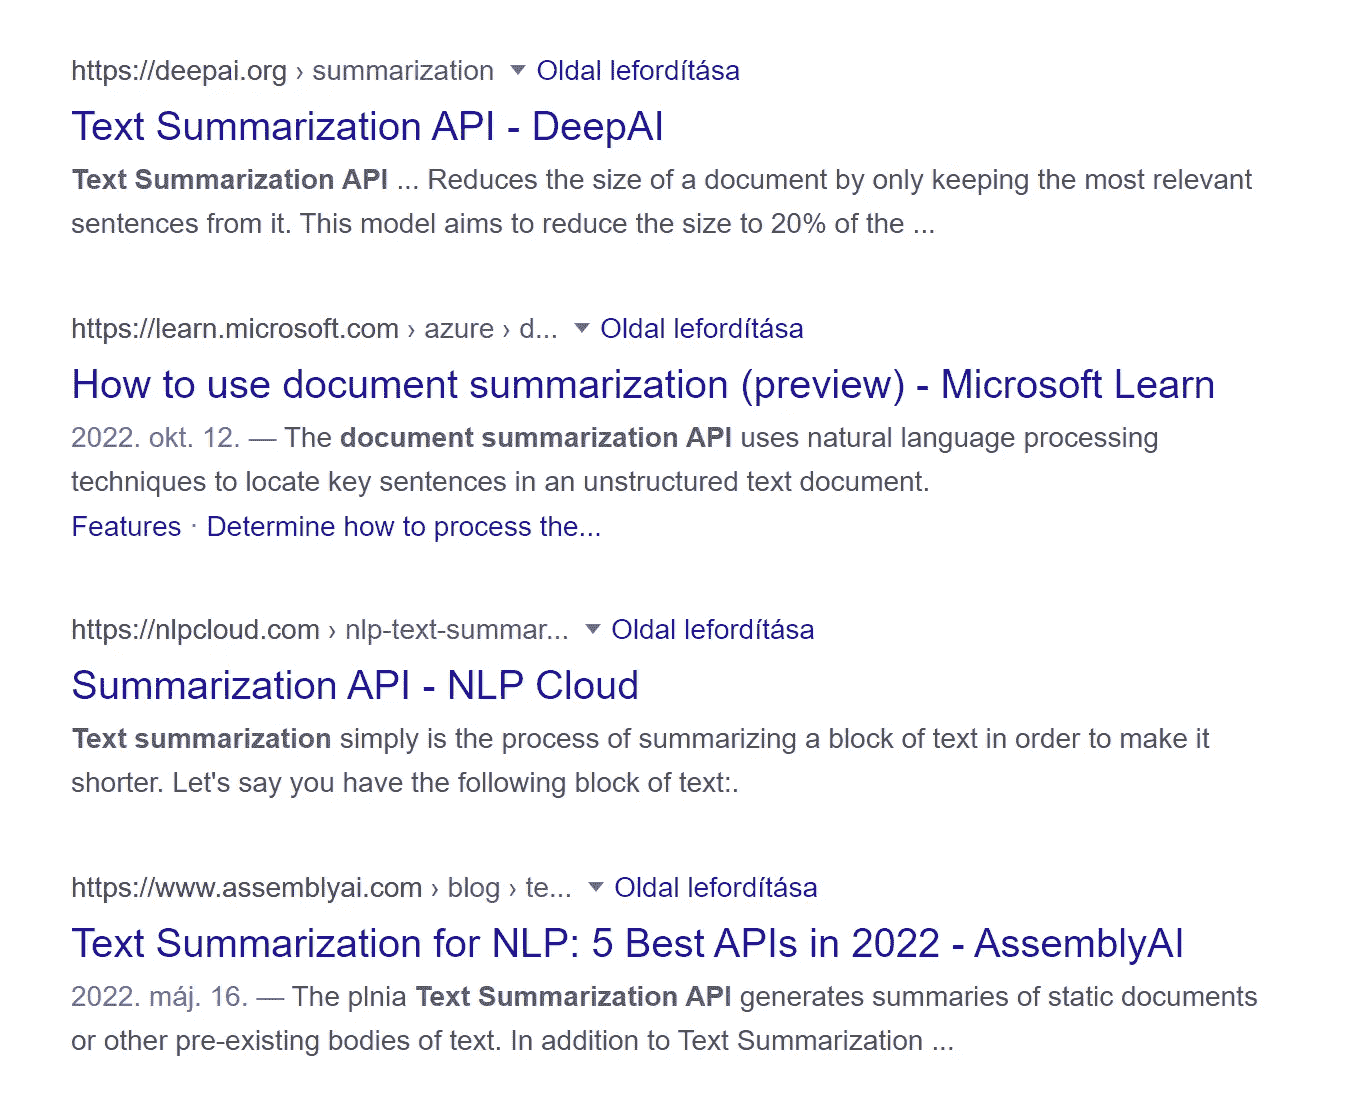 https://deepai.org › summarization Oldal lefordítása
Text Summarization API - DeepAI
Text Summarization API ... Reduces the size of a document by only keeping the most relevant
sentences from it. This model aims to reduce the size to 20% of the ...
https://learn.microsoft.com › azure › d... Oldal lefordítása
How to use document summarization (preview) - Microsoft Learn
2022. okt. 12. — The document summarization API uses natural language processing
techniques to locate key sentences in an unstructured text document.
Features · Determine how to process the...
https://nlpcloud.com › nlp-text-summar... Oldal lefordítása
Summarization API - NLP Cloud
Text summarization simply is the process of summarizing a block of text in order to make it
shorter. Let's say you have the following block of text:.
https://www.assemblyai.com › blog › te... Oldal lefordítása
Text Summarization for NLP: 5 Best APIs in 2022 - AssemblyAI
2022. máj. 16. — The plnia Text Summarization API generates summaries of static documents
or other pre-existing bodies of text. In addition to Text Summarization ...